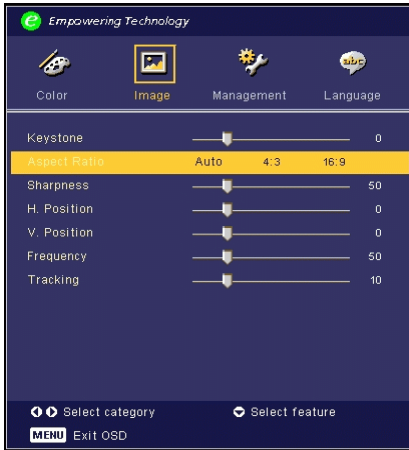 e Empowering Technology
abc
Color Image Management Language
Keystone 0
Aspect Ratio Auto 4:3 16:9
Sharpness 50
H. Position 0
V. Position 0
Frequency 50
Tracking 10
Select category Select feature
MENU Exit OSD